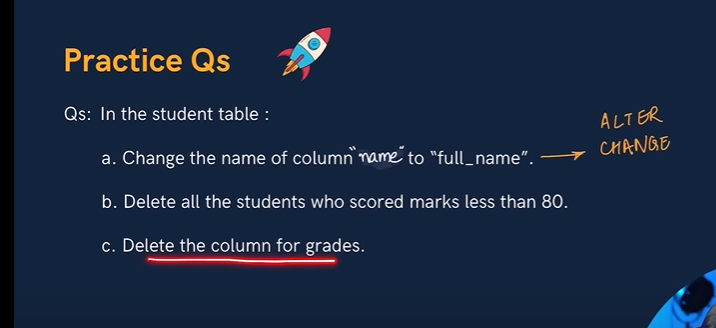 Practice Qs
Qs: In the student table :
a. Change the name of column "name" to "full_name". → ALTER CHANGE
b. Delete all the students who scored marks less than 80.
c. Delete the column for grades.